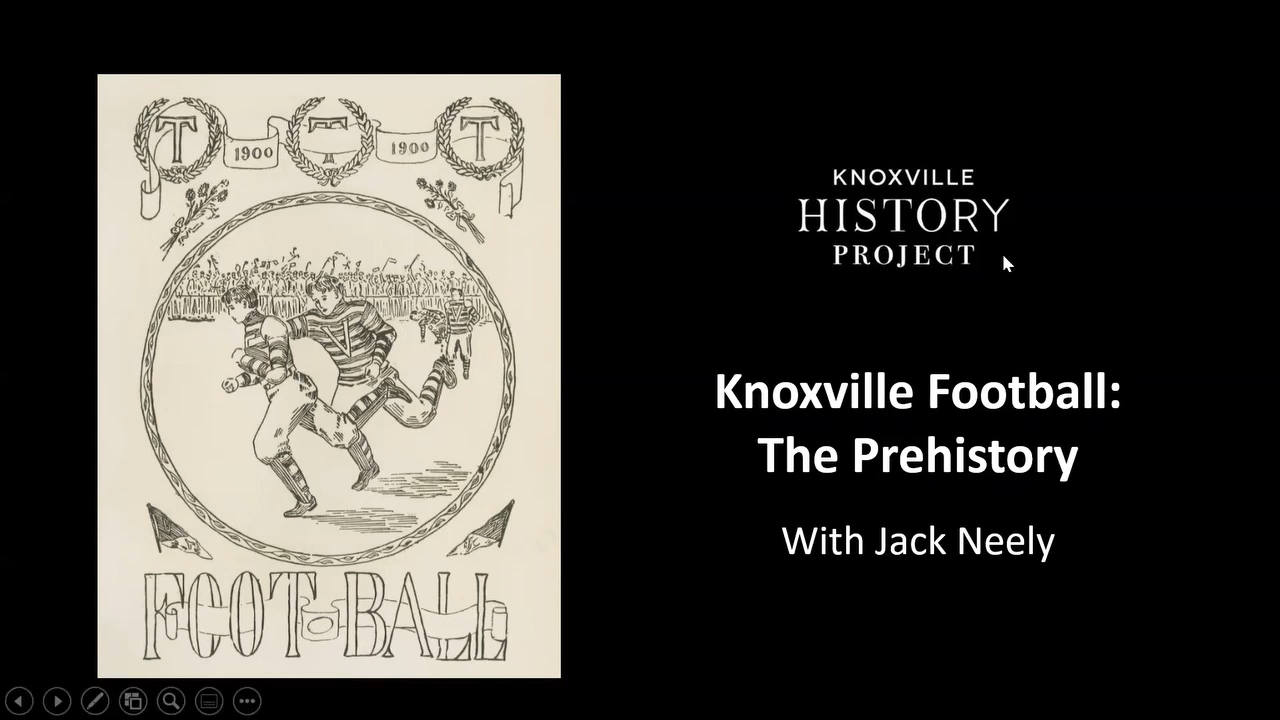 T 1900 T 1900 T
V
V
FOOT-BALL
KNOXVILLE
HISTORY
PROJECT
Knoxville Football:
The Prehistory
With Jack Neely